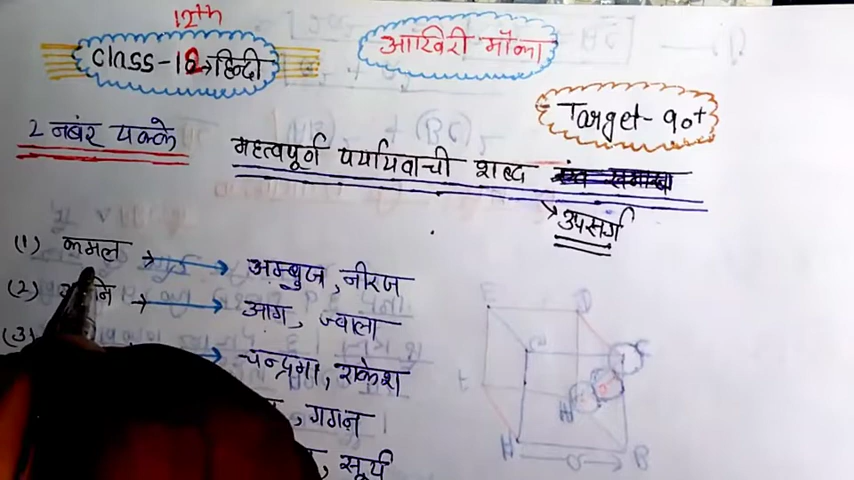 12th
Class-12→हिन्दी
आखिरी मौका
Target-90+
2 नबंर पक्के
महत्वपूर्ण पर्यायवाची शब्द
→उपसर्ग
(1) कमल → अम्बुज, नीरज
(2) → आग, ज्वाला
(3) → चन्द्रमा, राकेश
, गगन
, सूर्य